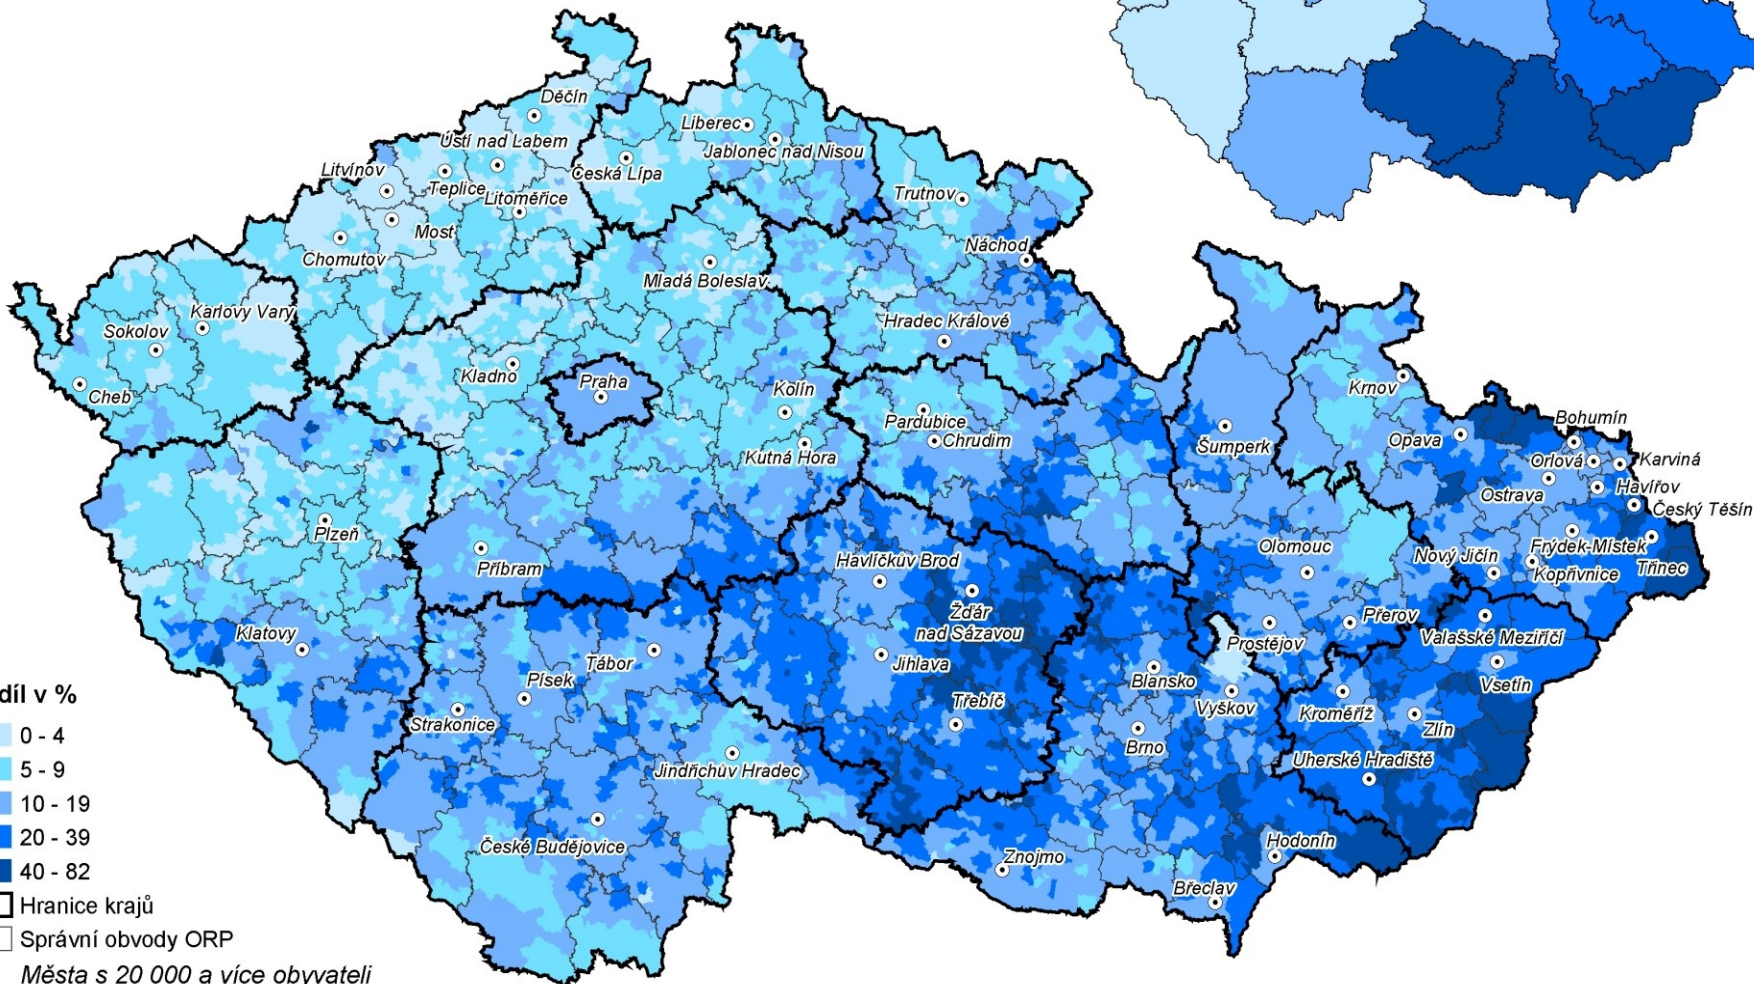 Děčín
Ústí nad Labem
Liberec
Jablonec nad Nisou
Litvínov
Teplice
Litoměřice
Česká Lípa
Trutnov
Most
Chomutov
Náchod
Mladá Boleslav
Karlovy Vary
Sokolov
Hradec Králové
Cheb
Kladno
Praha
Kolín
Krnov
Pardubice
Chrudim
Kutná Hora
Šumperk
Opava
Bohumín
Orlová
Karviná
Ostrava
Havířov
Český Těšín
Plzeň
Příbram
Havlíčkův Brod
Olomouc
Nový Jičín
Frýdek-Místek
Kopřivnice
Třinec
Žďár
nad Sázavou
Klatovy
Tábor
Jihlava
Prostějov
Přerov
Valašské Meziříčí
Písek
Strakonice
Třebíč
Blansko
Vyškov
Kroměříž
Vsetín
Zlín
Brno
Jindřichův Hradec
Uherské Hradiště
České Budějovice
Znojmo
Hodonín
Břeclav
díl v %
0 - 4
5 - 9
10 - 19
20 - 39
40 - 82
Hranice krajů
Správní obvody ORP
Města s 20 000 a více obyvateli